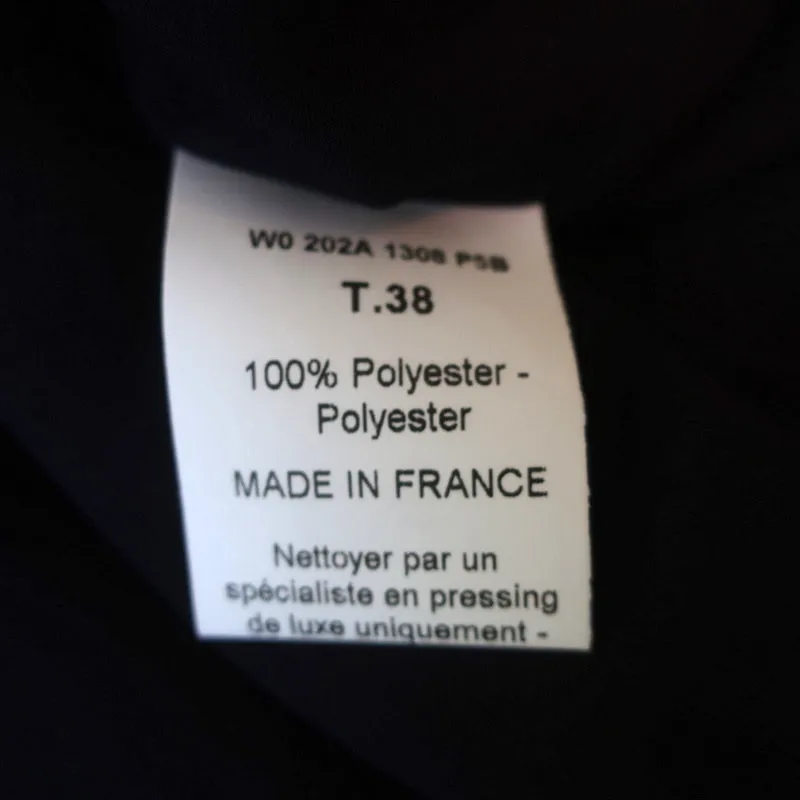 W0 202A 1308 PSB
T.38
100% Polyester -
Polyester
MADE IN FRANCE
Nettoyer par un
spécialiste en pressing
de luxe uniquement -